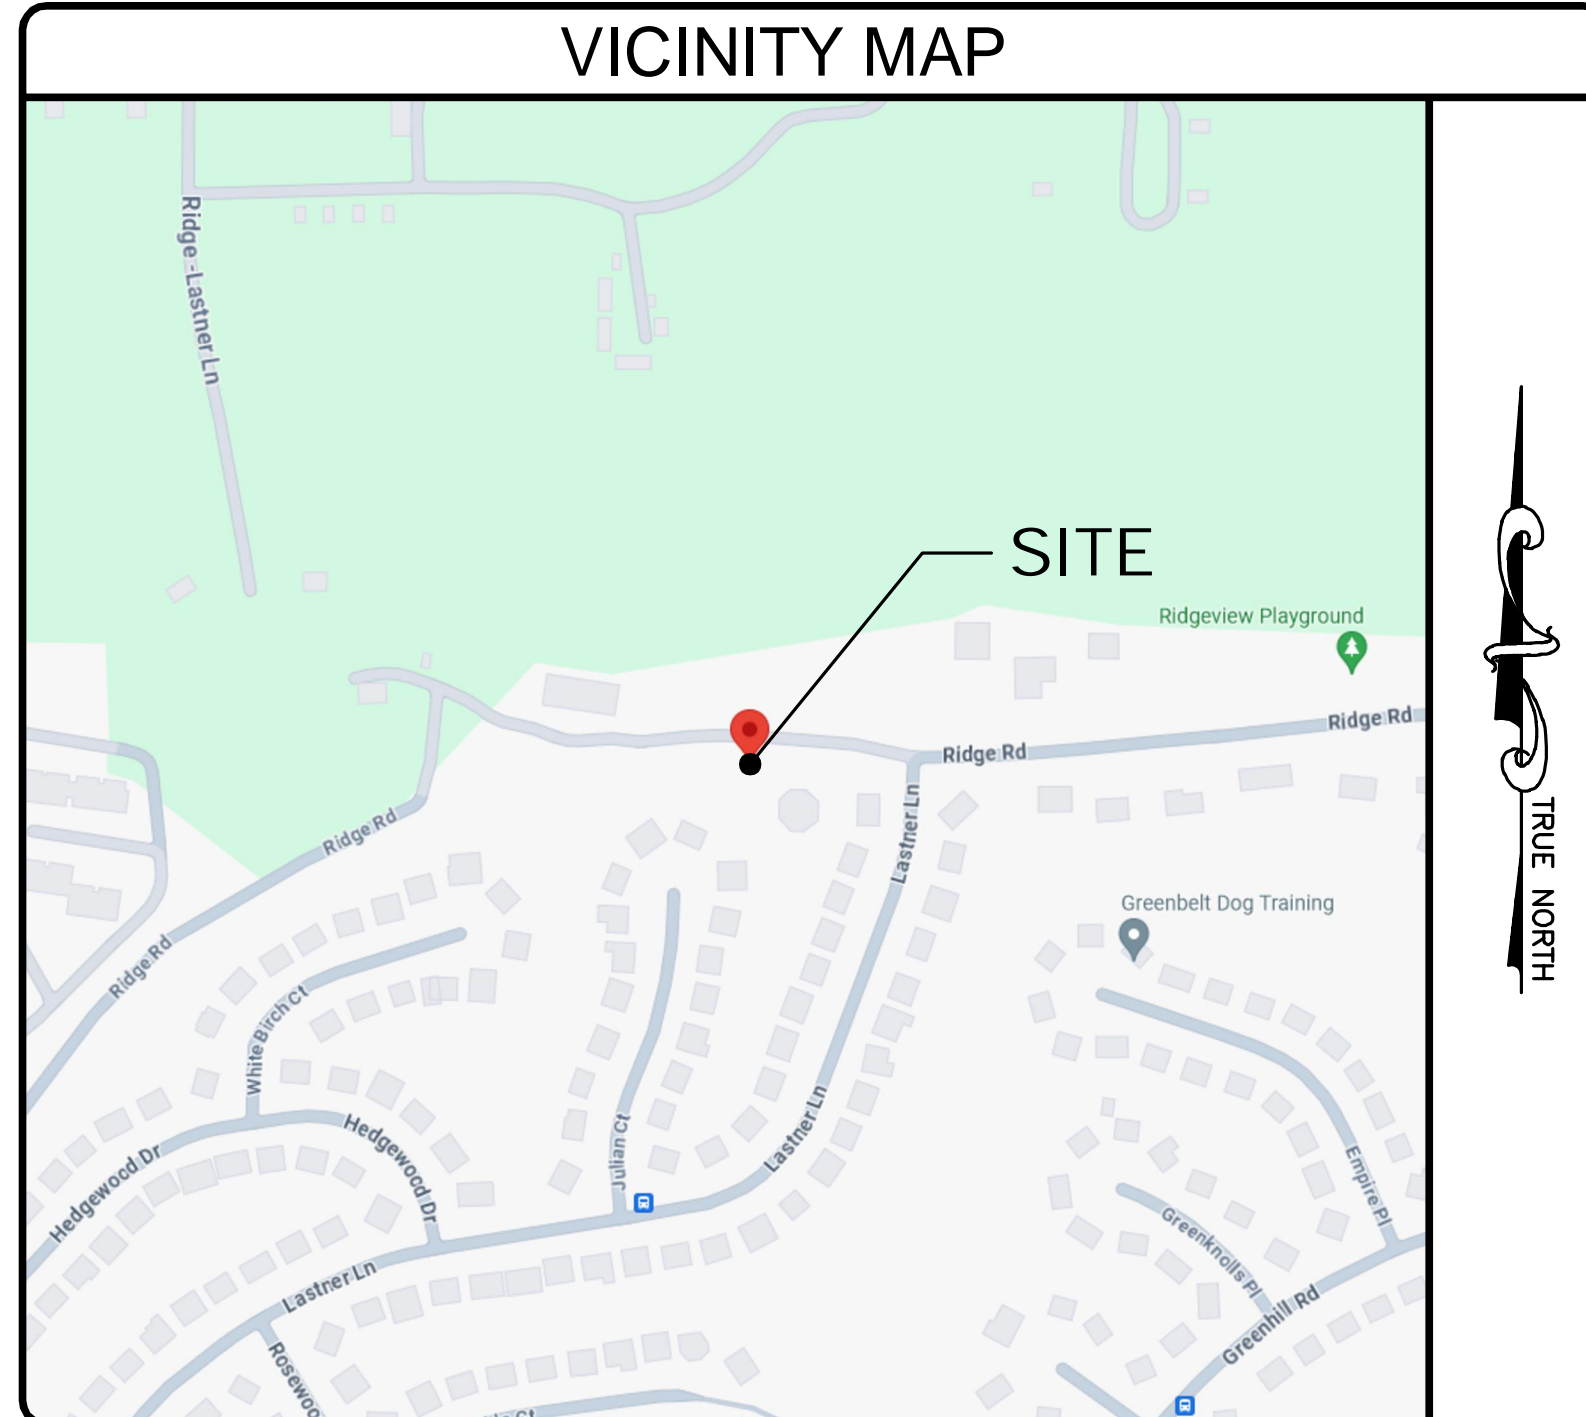 VICINITY MAP
Ridge -Lastner Ln
SITE
Ridgeview Playground
Ridge Rd
Ridge Rd
TRUE NORTH
Ridge Rd
Lastner Ln
Greenbelt Dog Training
Ridge Rd
White Birch Ct
Hedgewood Dr
Hedgewood Dr
Julian Ct
Lastner Ln
Empire Pl
Greenknolls Pl
Lastner Ln
Greenhill Rd
Rosewoo
Ct